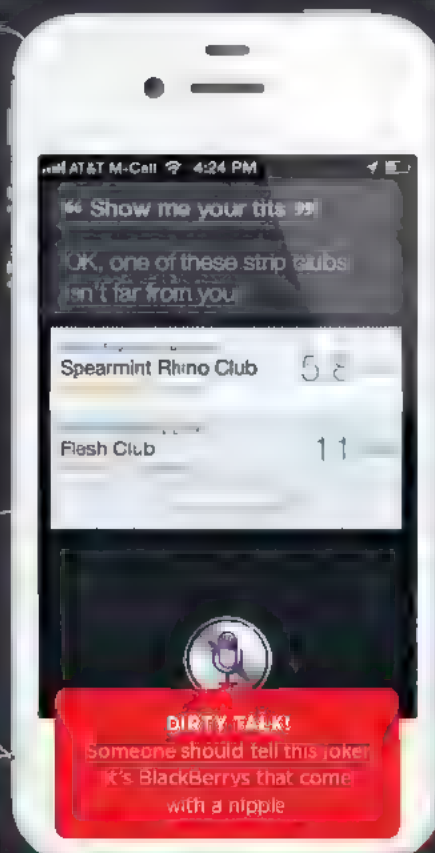 AT&T M-Cell 4:24 PM
“ Show me your tits ”
OK, one of these strip clubs
isn't far from you
Spearmint Rhino Club
Flesh Club 11
DIRTY TALK!
Someone should tell this joker
it's BlackBerrys that come
with a nipple